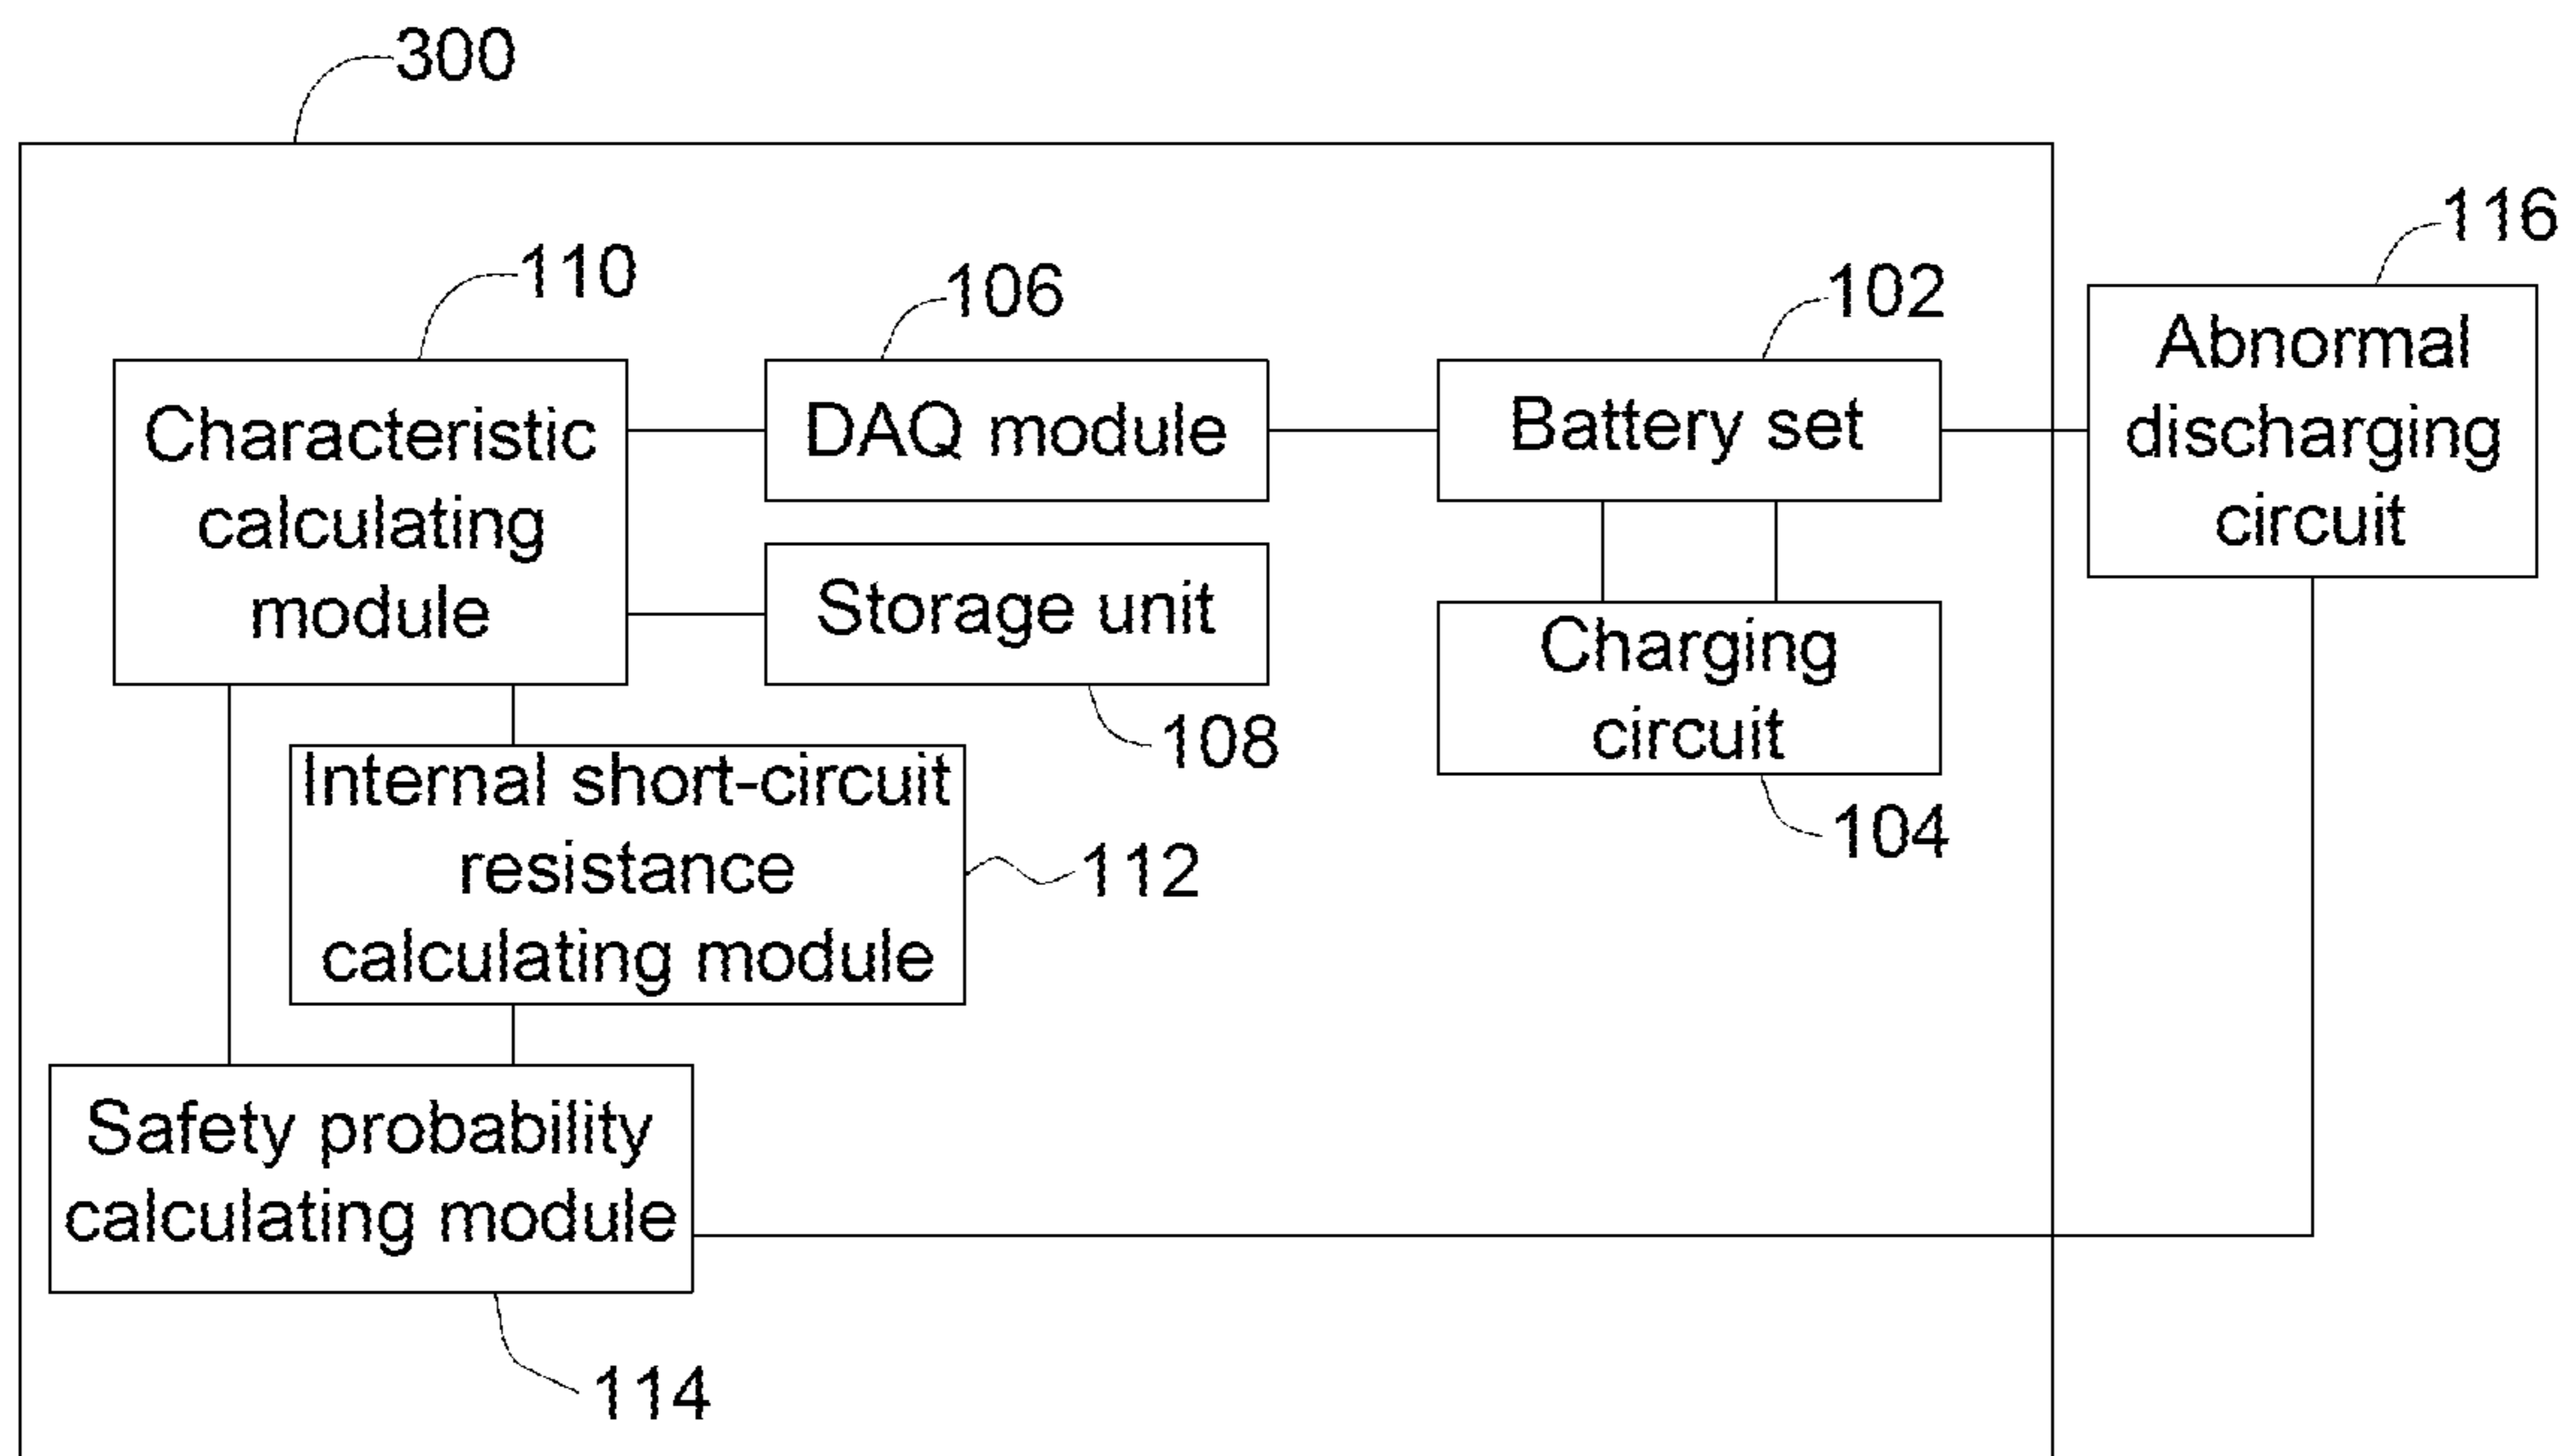 300
116
110
106
102
Abnormal
discharging
circuit
Characteristic
calculating
module
DAQ module
Battery set
Storage unit
108
Charging
circuit
104
Internal short-circuit
resistance
calculating module
112
Safety probability
calculating module
114